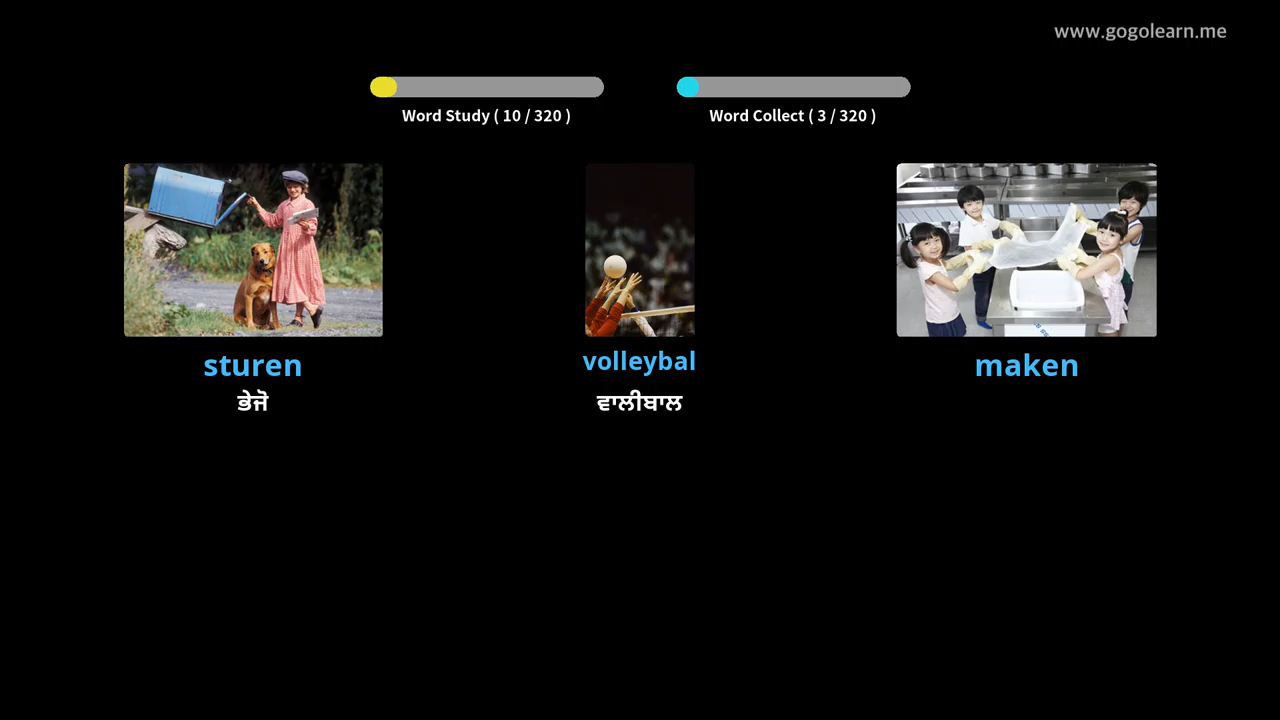 www.gogolearn.me
Word Study ( 10 / 320 )
Word Collect ( 3 / 320 )
sturen
ਭੇਜੋ
volleybal
ਵਾਲੀਬਾਲ
maken